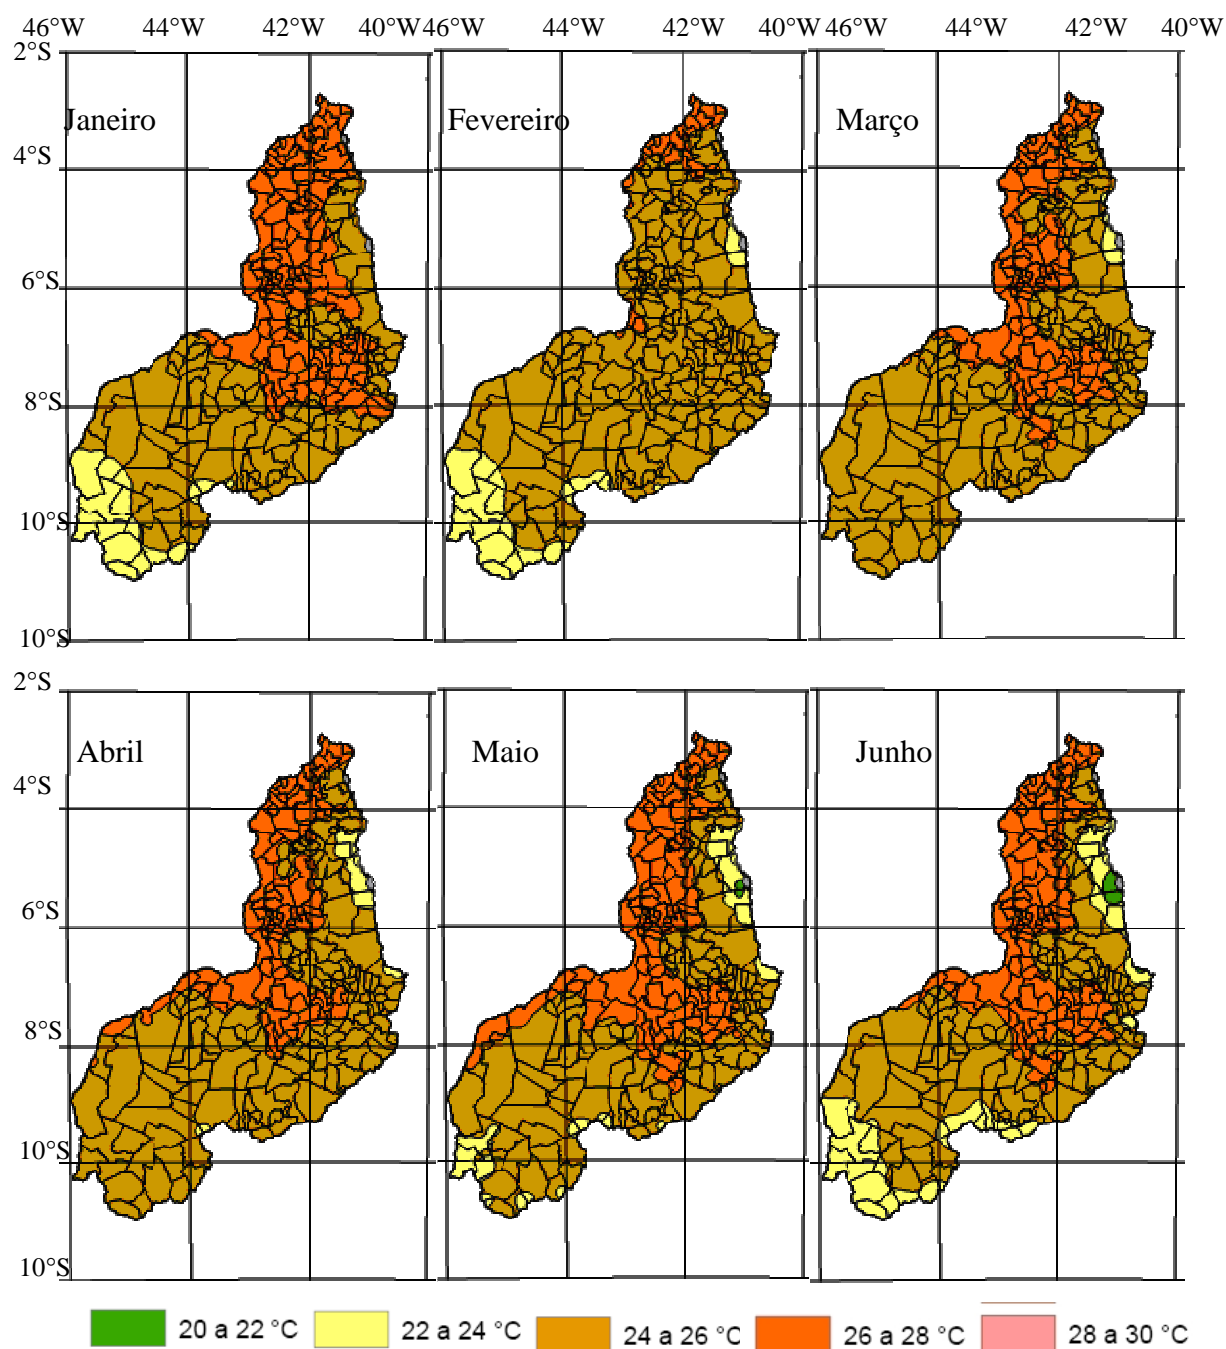 46°W 44°W 42°W 40°W 46°W 44°W 42°W 40°W 46°W 44°W 42°W 40°W
2°S
Janeiro Fevereiro Março
4°S
6°S
8°S
10°S
10°S
2°S
Abril Maio Junho
4°S
6°S
8°S
10°S
10°S
20 a 22 °C 22 a 24 °C 24 a 26 °C 26 a 28 °C 28 a 30 °C